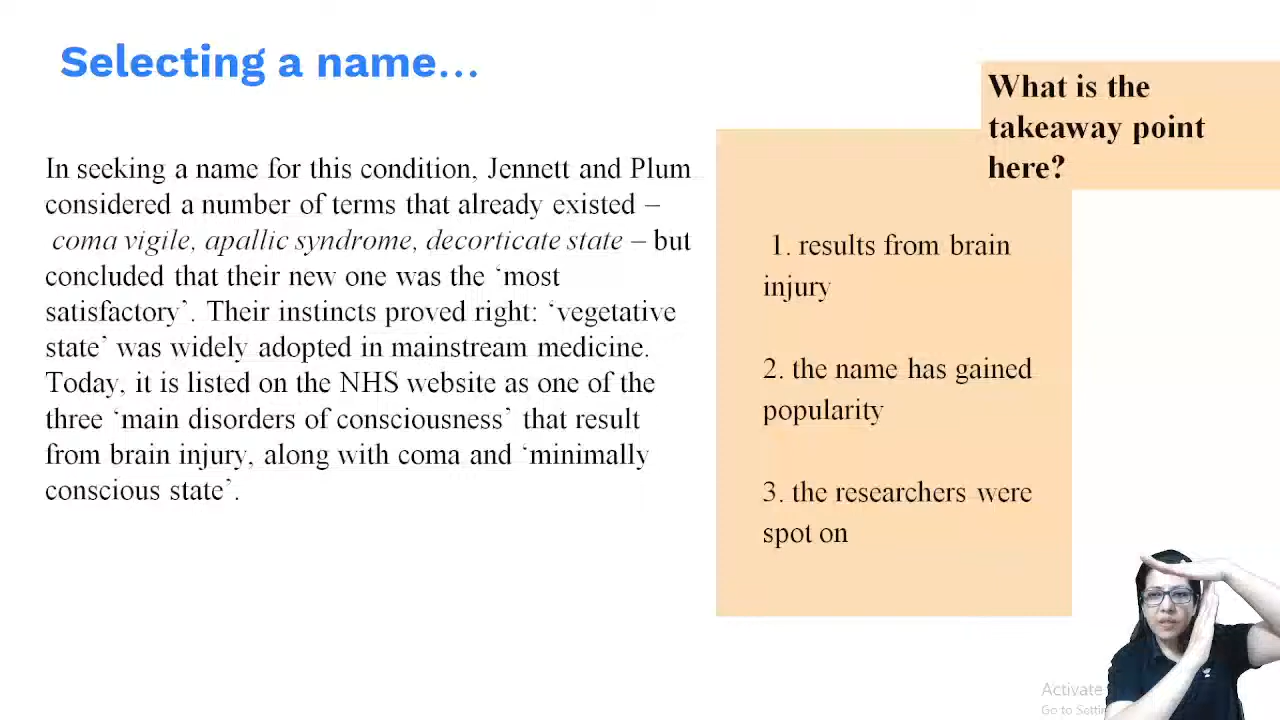 Selecting a name…
In seeking a name for this condition, Jennett and Plum
considered a number of terms that already existed –
coma vigile, apallic syndrome, decorticate state – but
concluded that their new one was the ‘most
satisfactory’. Their instincts proved right: ‘vegetative
state’ was widely adopted in mainstream medicine.
Today, it is listed on the NHS website as one of the
three ‘main disorders of consciousness’ that result
from brain injury, along with coma and ‘minimally
conscious state’.
What is the
takeaway point
here?
1. results from brain
injury
2. the name has gained
popularity
3. the researchers were
spot on
Activate
Go to